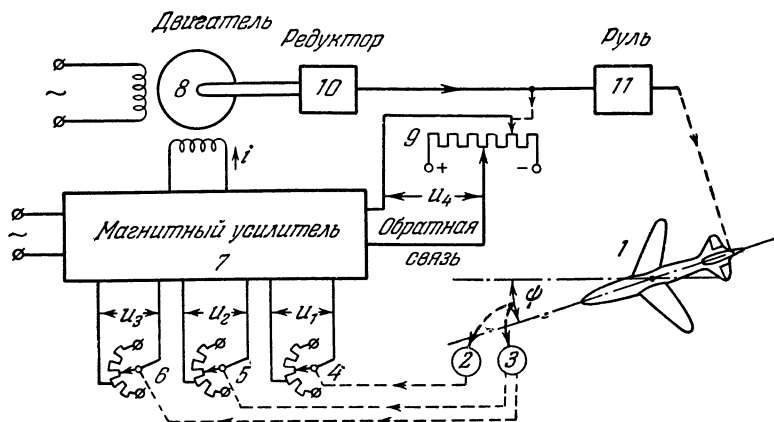 Двигатель
Редуктор
Руль
~
8
10
11
9
+
-
i
u₄
~
Магнитный усилитель
7
Обратная
связь
1
ψ
u₃
u₂
u₁
2
3
6
5
4